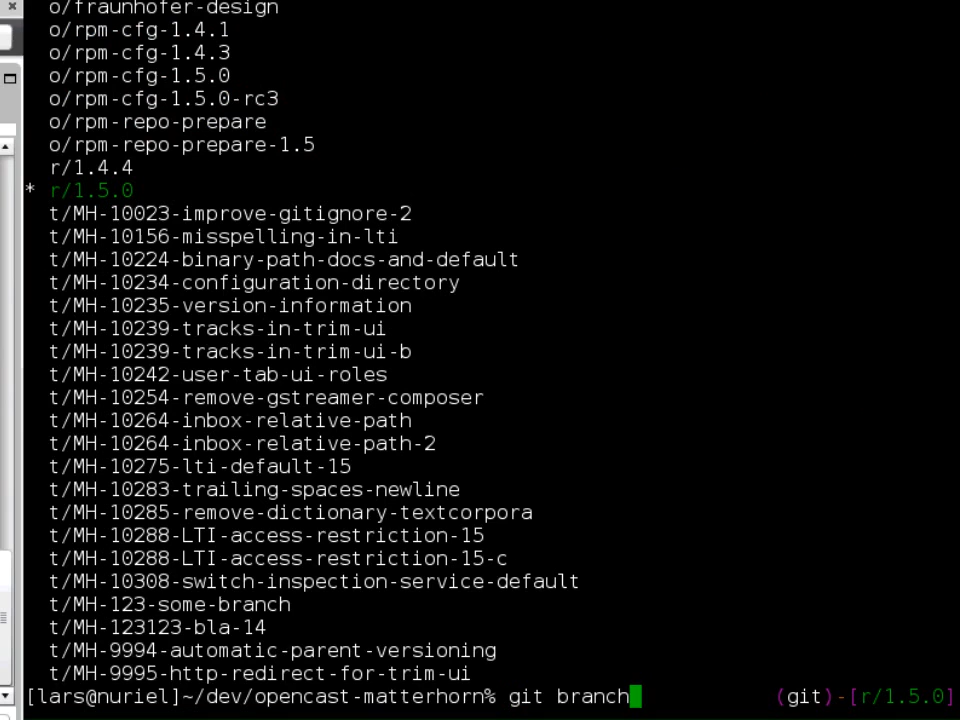 o/fraunhofer-design
o/rpm-cfg-1.4.1
o/rpm-cfg-1.4.3
o/rpm-cfg-1.5.0
o/rpm-cfg-1.5.0-rc3
o/rpm-repo-prepare
o/rpm-repo-prepare-1.5
r/1.4.4
* r/1.5.0
t/MH-10023-improve-gitignore-2
t/MH-10156-misspelling-in-lti
t/MH-10224-binary-path-docs-and-default
t/MH-10234-configuration-directory
t/MH-10235-version-information
t/MH-10239-tracks-in-trim-ui
t/MH-10239-tracks-in-trim-ui-b
t/MH-10242-user-tab-ui-roles
t/MH-10254-remove-gstreamer-composer
t/MH-10264-inbox-relative-path
t/MH-10264-inbox-relative-path-2
t/MH-10275-lti-default-15
t/MH-10283-trailing-spaces-newline
t/MH-10285-remove-dictionary-textcorpora
t/MH-10288-LTI-access-restriction-15
t/MH-10288-LTI-access-restriction-15-c
t/MH-10308-switch-inspection-service-default
t/MH-123-some-branch
t/MH-123123-bla-14
t/MH-9994-automatic-parent-versioning
t/MH-9995-http-redirect-for-trim-ui
[lars@nuriel]~/dev/opencast-matterhorn% git branch (git)-[r/1.5.0]